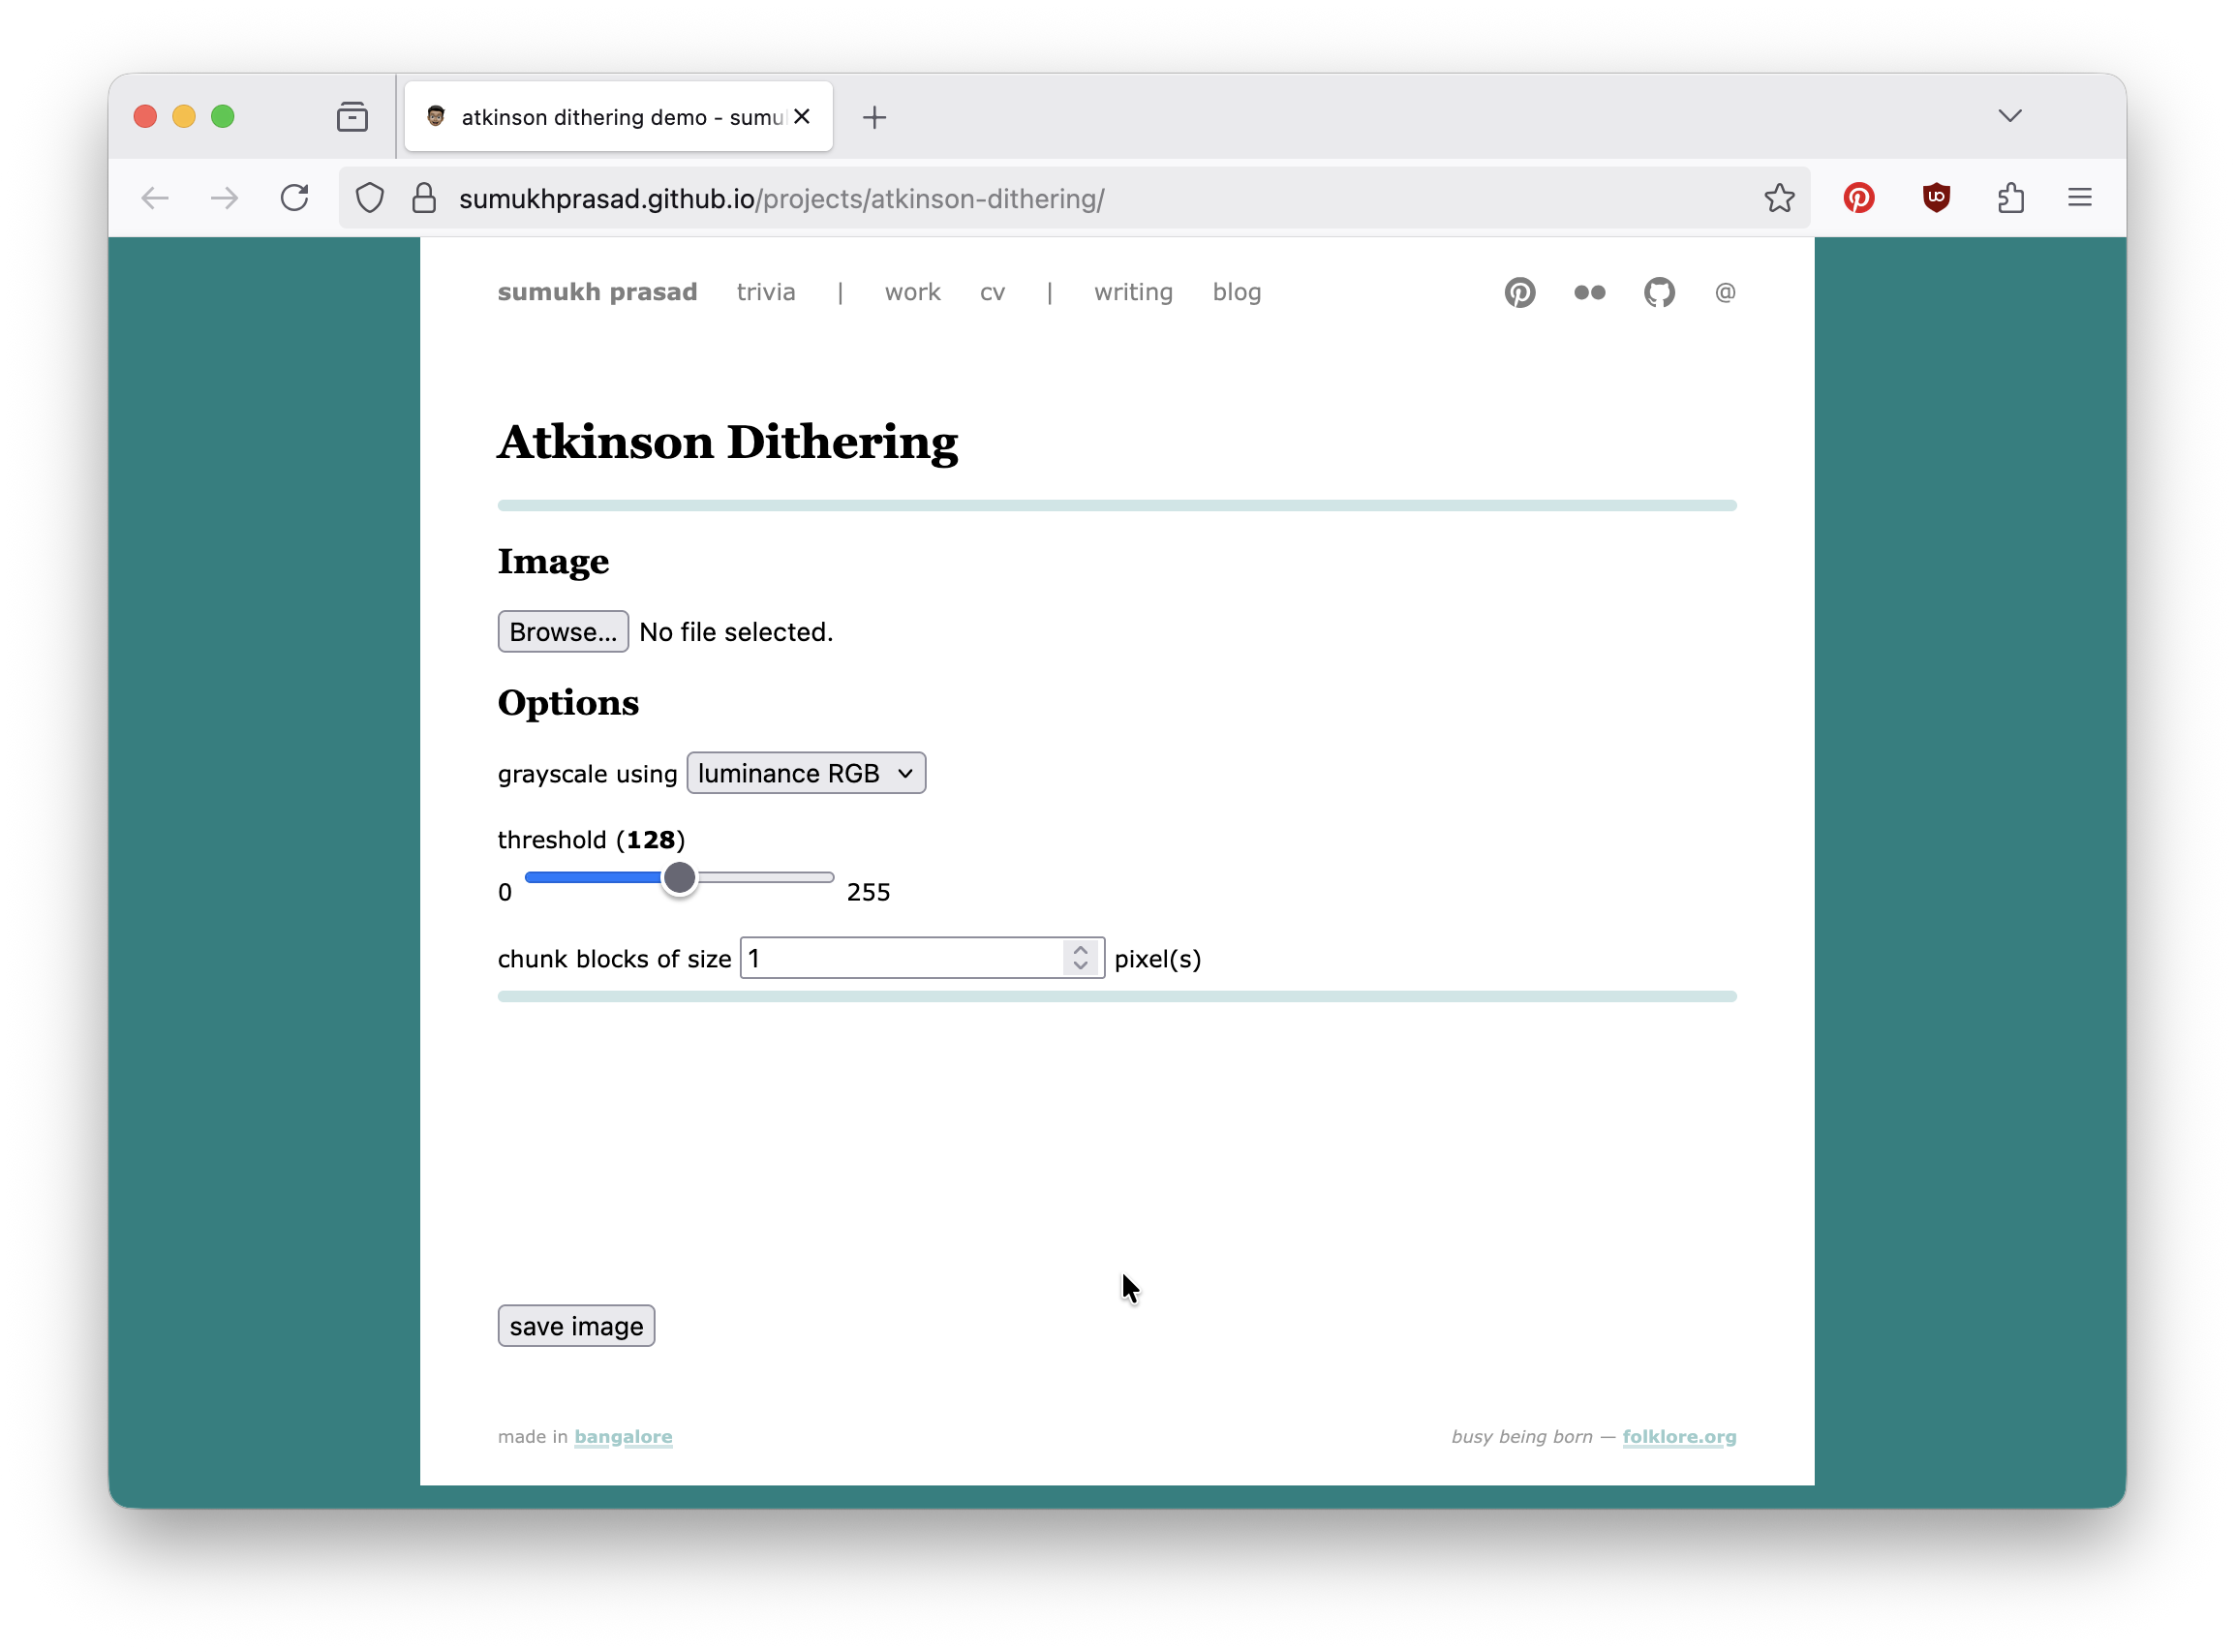 atkinson dithering demo - sumu
sumukhprasad.github.io/projects/atkinson-dithering/
sumukh prasad trivia | work cv | writing blog @
Atkinson Dithering
Image
Browse... No file selected.
Options
grayscale using luminance RGB
threshold (128)
0 255
chunk blocks of size 1 pixel(s)
save image
made in bangalore busy being born — folklore.org